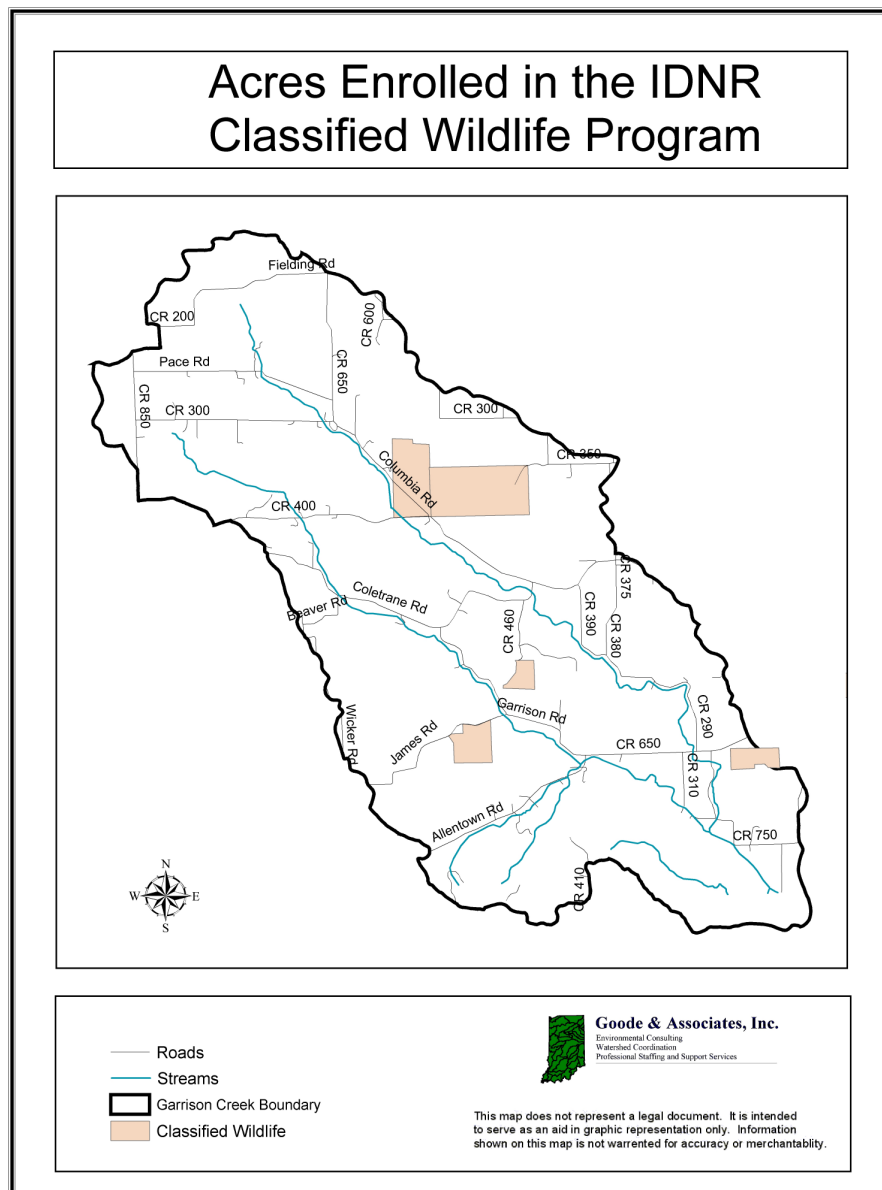 Acres Enrolled in the IDNR
Classified Wildlife Program
Fielding Rd
CR 200
CR 600
Pace Rd
CR 650
CR 850
CR 300
CR 300
CR 350
Columbia Rd
CR 400
CR 375
Coletrane Rd
Beaver Rd
CR 460
CR 390
CR 380
Garrison Rd
CR 290
Wicker Rd
James Rd
CR 650
CR 310
Allentown Rd
CR 750
CR 410
N
W
E
S
Roads
Streams
Garrison Creek Boundary
Classified Wildlife
Goode & Associates, Inc.
Environmental Consulting
Watershed Coordination
Professional Staffing and Support Services
This map does not represent a legal document. It is intended
to serve as an aid in graphic representation only. Information
shown on this map is not warrented for accuracy or merchantablity.